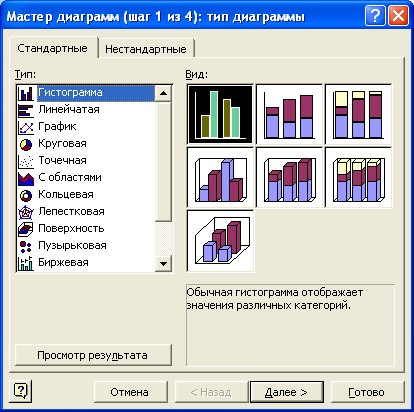 Мастер диаграмм (шаг 1 из 4): тип диаграммы
Стандартные Нестандартные
Тип:
Гистограмма
Линейчатая
График
Круговая
Точечная
С областями
Кольцевая
Лепестковая
Поверхность
Пузырьковая
Биржевая
Вид:
Обычная гистограмма отображает
значения различных категорий.
Просмотр результата
Отмена < Назад Далее > Готово